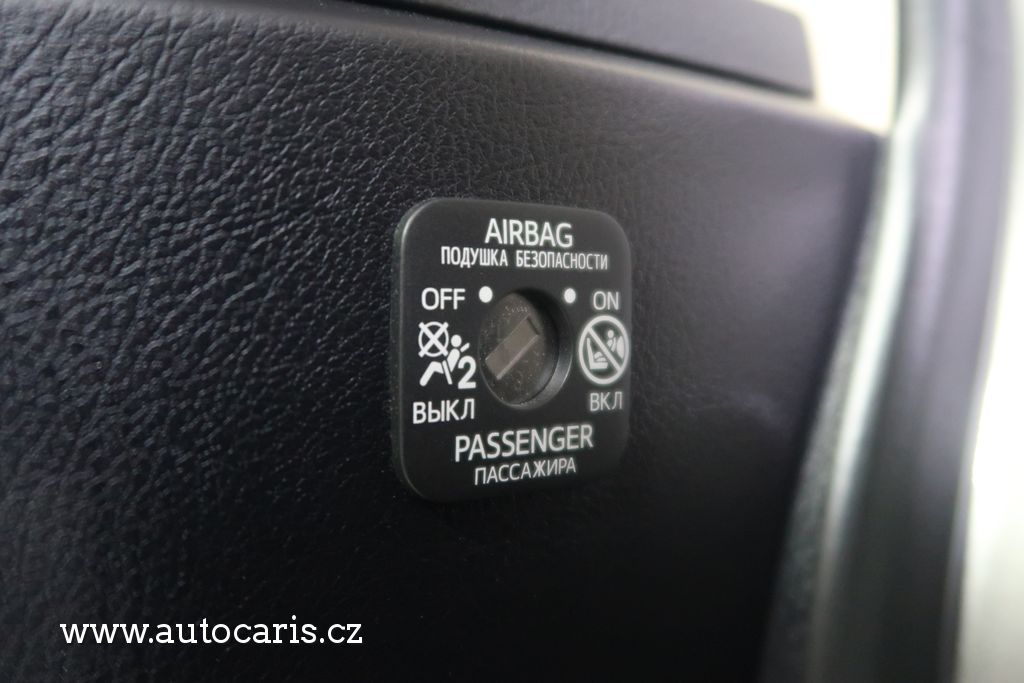 AIRBAG
ПОДУШКА БЕЗОПАСНОСТИ
OFF
ON
2
ВЫКЛ
ВКЛ
PASSENGER
ПАССАЖИРА
www.autocaris.cz